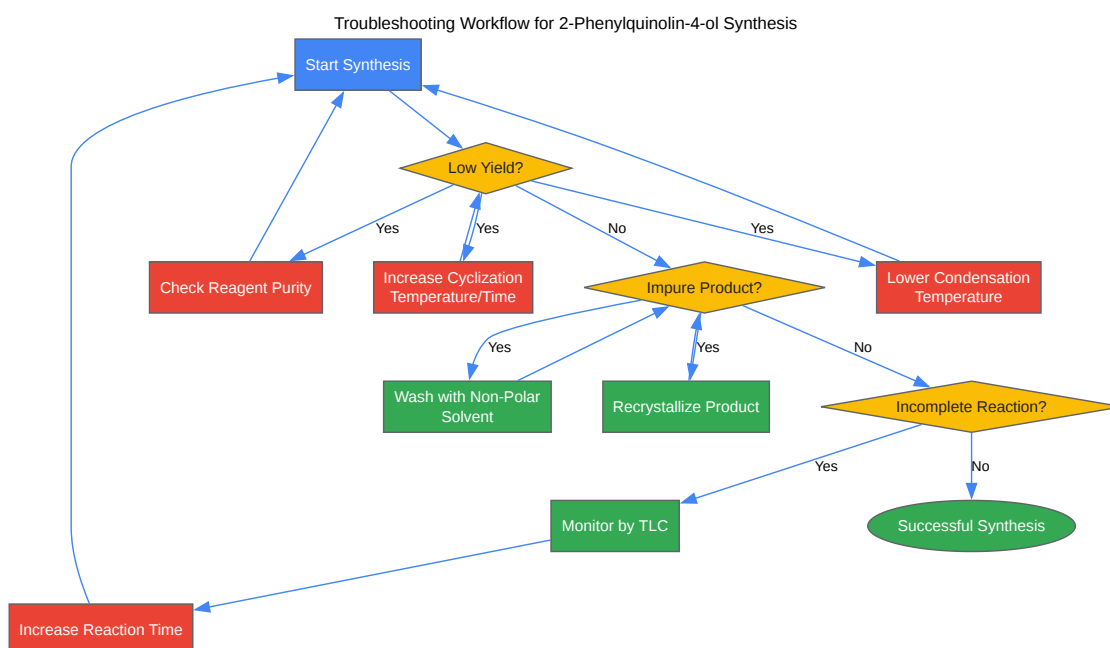 Troubleshooting Workflow for 2-Phenylquinolin-4-ol Synthesis
Start Synthesis
Low Yield?
Yes
Yes
No
Yes
Check Reagent Purity
Increase Cyclization
Temperature/Time
Impure Product?
Lower Condensation
Temperature
Yes
Yes
No
Wash with Non-Polar
Solvent
Recrystallize Product
Incomplete Reaction?
Yes
No
Monitor by TLC
Successful Synthesis
Increase Reaction Time